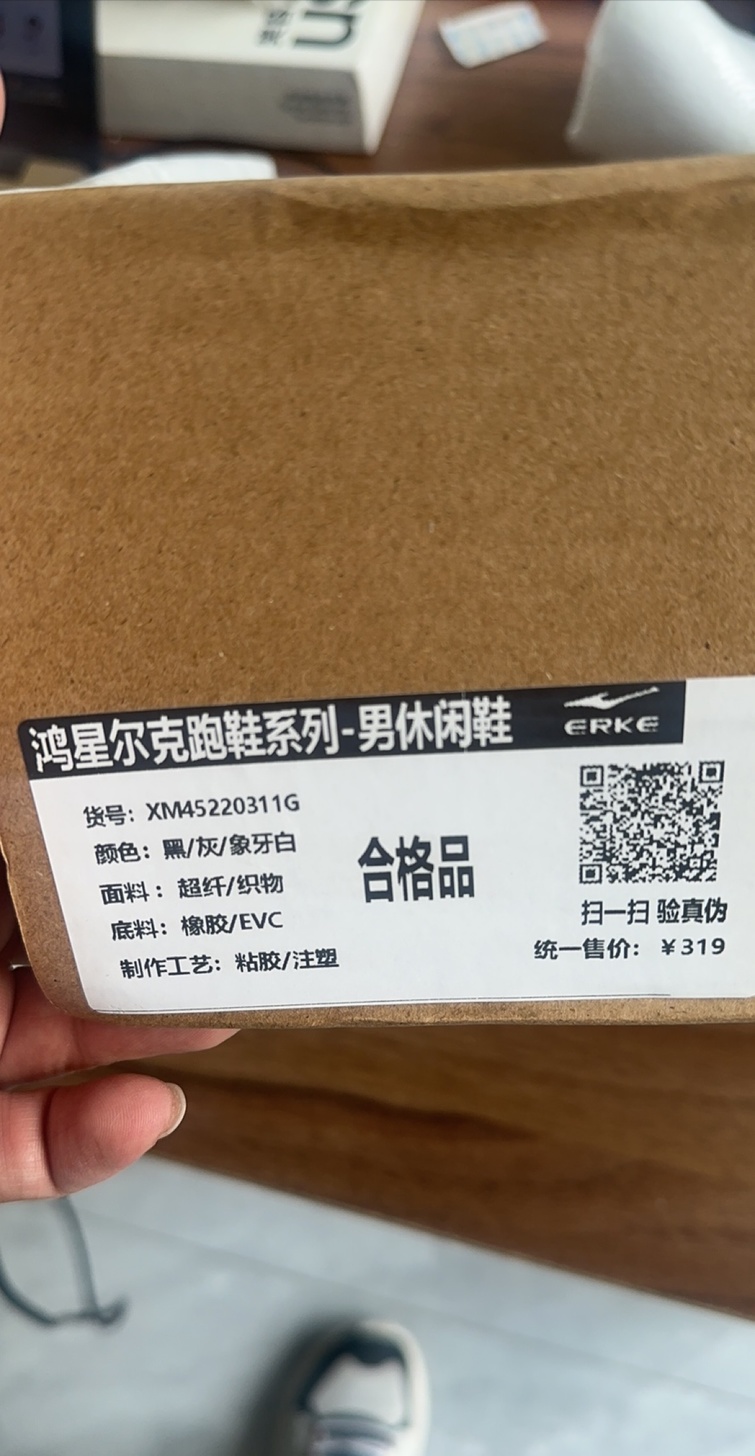 鸿星尔克跑鞋系列-男休闲鞋
ERKE
货号：XM45220311G
颜色：黑/灰/象牙白
面料：超纤/织物
底料：橡胶/EVC
制作工艺：粘胶/注塑
合格品
扫一扫 验真伪
统一售价：￥319